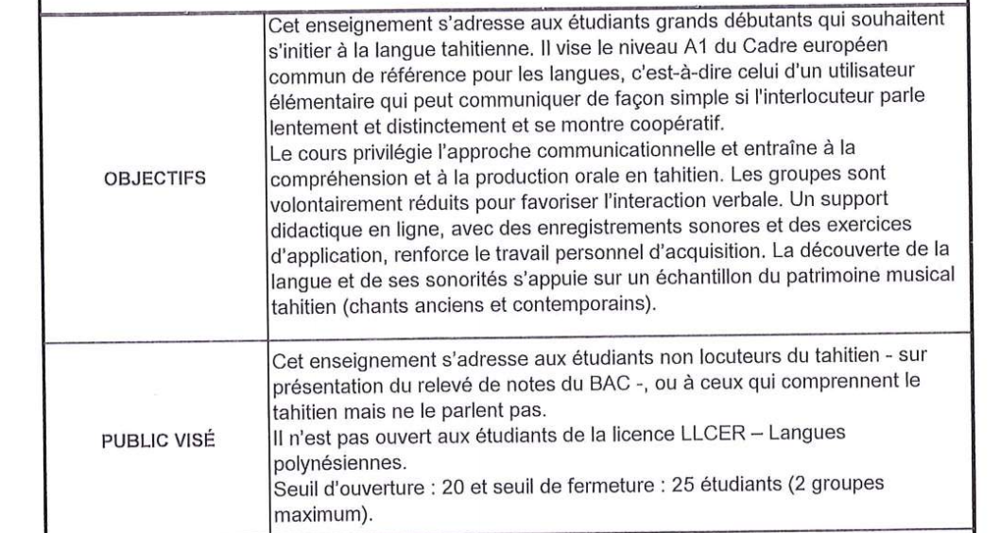 OBJECTIFS
Cet enseignement s'adresse aux étudiants grands débutants qui souhaitent
s'initier à la langue tahitienne. Il vise le niveau A1 du Cadre européen
commun de référence pour les langues, c'est-à-dire celui d'un utilisateur
élémentaire qui peut communiquer de façon simple si l'interlocuteur parle
lentement et distinctement et se montre coopératif.
Le cours privilégie l'approche communicationnelle et entraîne à la
compréhension et à la production orale en tahitien. Les groupes sont
volontairement réduits pour favoriser l'interaction verbale. Un support
didactique en ligne, avec des enregistrements sonores et des exercices
d'application, renforce le travail personnel d'acquisition. La découverte de la
langue et de ses sonorités s'appuie sur un échantillon du patrimoine musical
tahitien (chants anciens et contemporains).
PUBLIC VISÉ
Cet enseignement s'adresse aux étudiants non locuteurs du tahitien - sur
présentation du relevé de notes du BAC -, ou à ceux qui comprennent le
tahitien mais ne le parlent pas.
Il n'est pas ouvert aux étudiants de la licence LLCER – Langues
polynésiennes.
Seuil d'ouverture : 20 et seuil de fermeture : 25 étudiants (2 groupes
maximum).